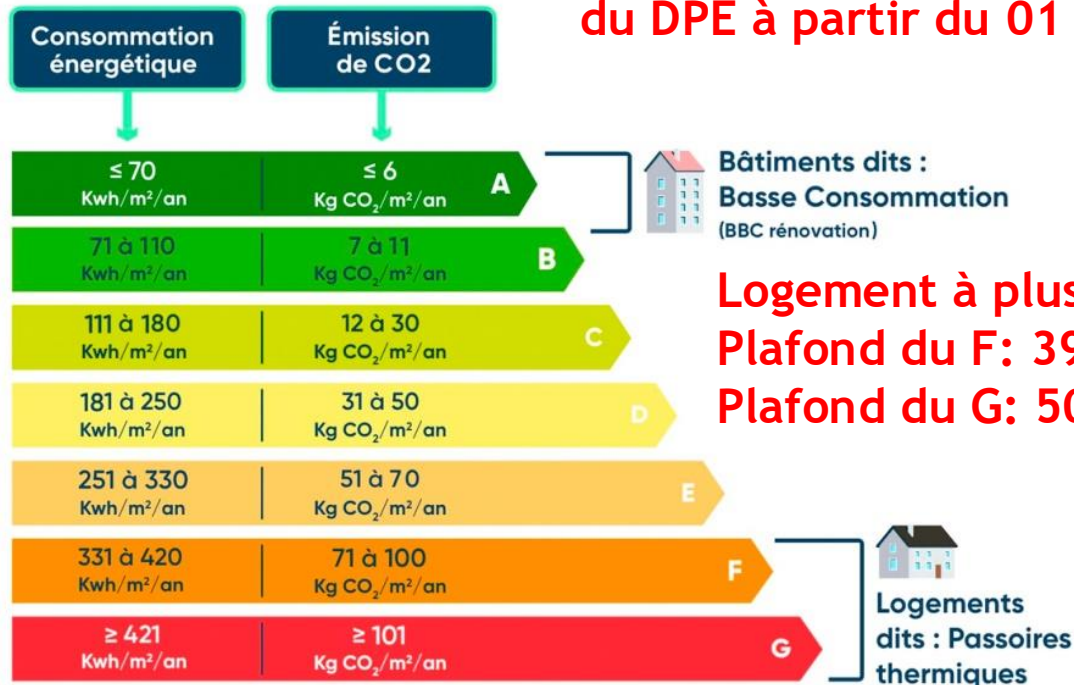 du DPE à partir du 01
Consommation
énergétique
Émission
de CO2
≤ 70
Kwh/m²/an
≤ 6
Kg CO₂/m²/an
A
71 à 110
Kwh/m²/an
7 à 11
Kg CO₂/m²/an
B
111 à 180
Kwh/m²/an
12 à 30
Kg CO₂/m²/an
C
181 à 250
Kwh/m²/an
31 à 50
Kg CO₂/m²/an
D
251 à 330
Kwh/m²/an
51 à 70
Kg CO₂/m²/an
E
331 à 420
Kwh/m²/an
71 à 100
Kg CO₂/m²/an
F
≥ 421
Kwh/m²/an
≥ 101
Kg CO₂/m²/an
G
Bâtiments dits :
Basse Consommation
(BBC rénovation)
Logement à plus
Plafond du F: 39
Plafond du G: 50
Logements
dits : Passoires
thermiques